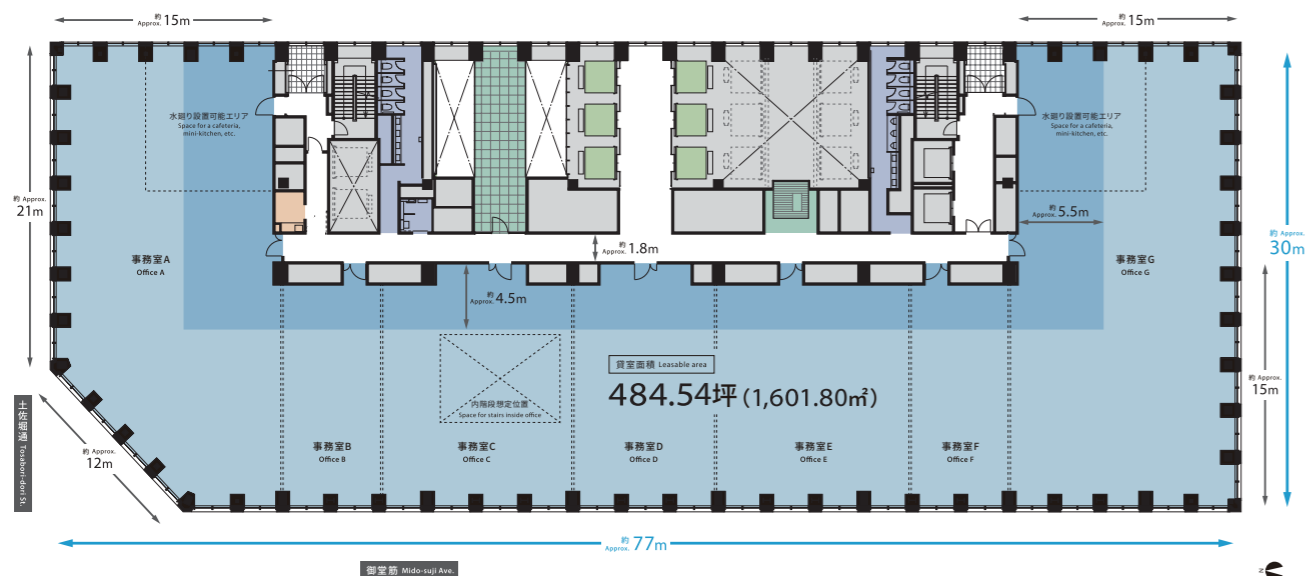 約 Approx. 15m
約 Approx. 15m
水廻り設置可能エリア
Space for a cafeteria,
mini-kitchen, etc.
水廻り設置可能エリア
Space for a cafeteria,
mini-kitchen, etc.
約 Approx.
21m
約 Approx. 5.5m
約 Approx.
30m
約 Approx. 1.8m
事務室A
Office A
事務室G
Office G
約 Approx. 4.5m
貸室面積 Leasable area
484.54坪 (1,601.80㎡)
約 Approx.
15m
内階段想定位置
Space for stairs inside office
土佐堀通 Tosabori-dori St.
約 Approx.
12m
事務室B
Office B
事務室C
Office C
事務室D
Office D
事務室E
Office E
事務室F
Office F
約 Approx. 77m
御堂筋 Mido-suji Ave.
N